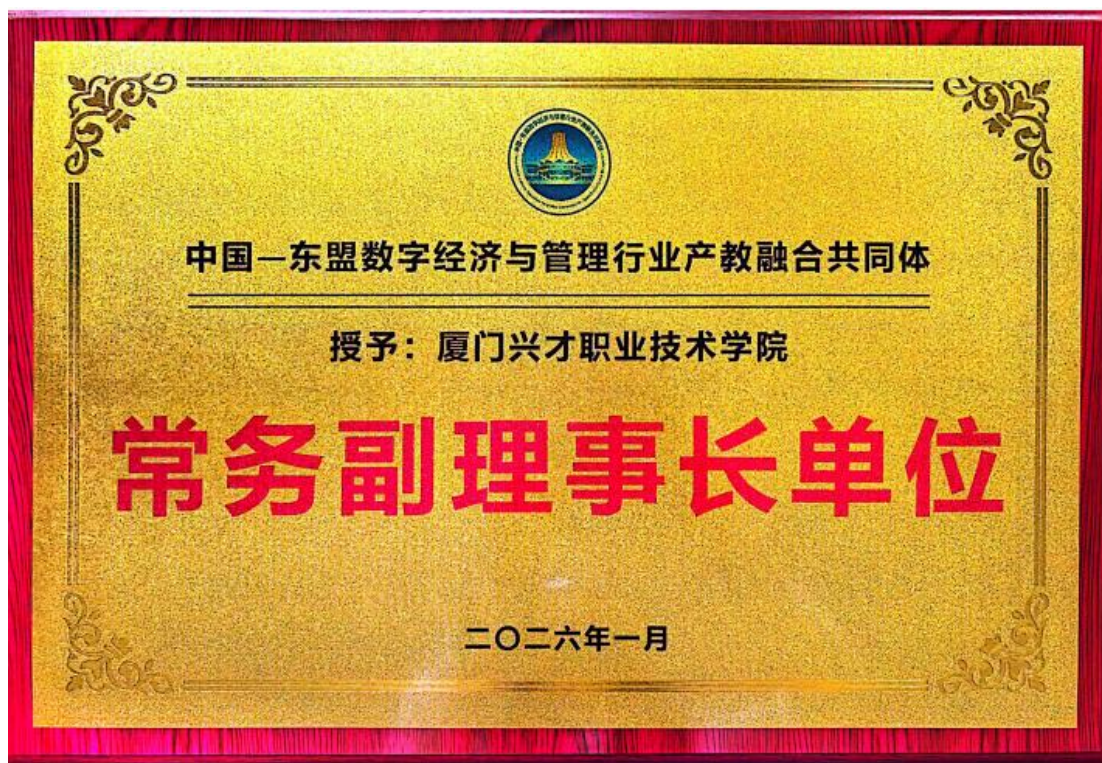 中国—东盟数字经济与管理行业产教融合共同体
授予：厦门兴才职业技术学院
常务副理事长单位
二〇二六年一月